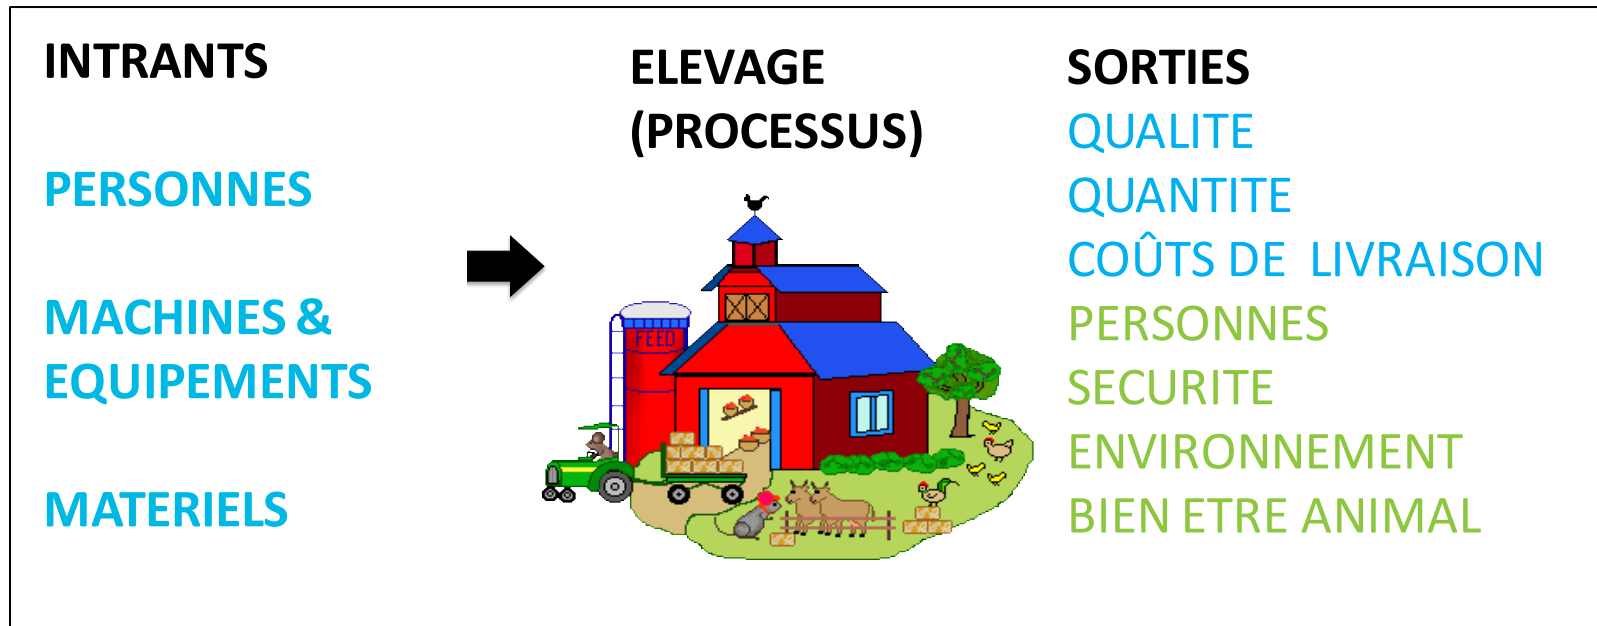 INTRANTS
PERSONNES
MACHINES &
EQUIPEMENTS
MATERIELS
ELEVAGE
(PROCESSUS)
FEED
SORTIES
QUALITE
QUANTITE
COÛTS DE LIVRAISON
PERSONNES
SECURITE
ENVIRONNEMENT
BIEN ETRE ANIMAL